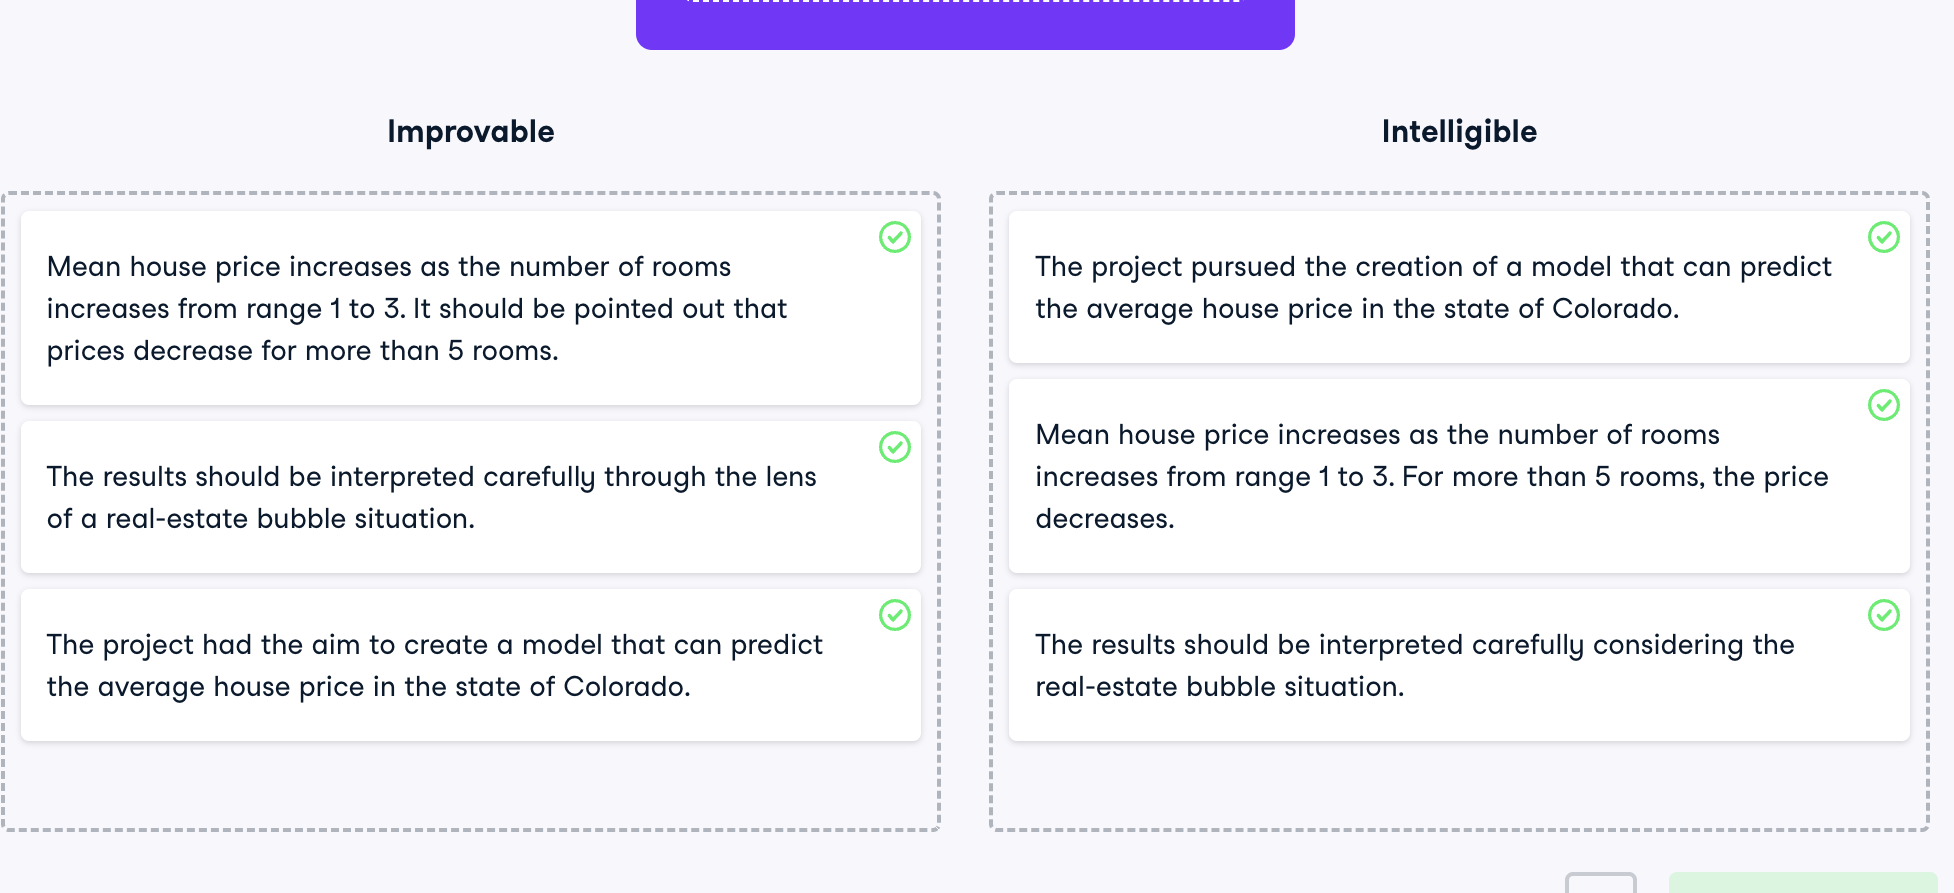 Improvable
Mean house price increases as the number of rooms
increases from range 1 to 3. It should be pointed out that
prices decrease for more than 5 rooms.
The results should be interpreted carefully through the lens
of a real-estate bubble situation.
The project had the aim to create a model that can predict
the average house price in the state of Colorado.
Intelligible
The project pursued the creation of a model that can predict
the average house price in the state of Colorado.
Mean house price increases as the number of rooms
increases from range 1 to 3. For more than 5 rooms, the price
decreases.
The results should be interpreted carefully considering the
real-estate bubble situation.